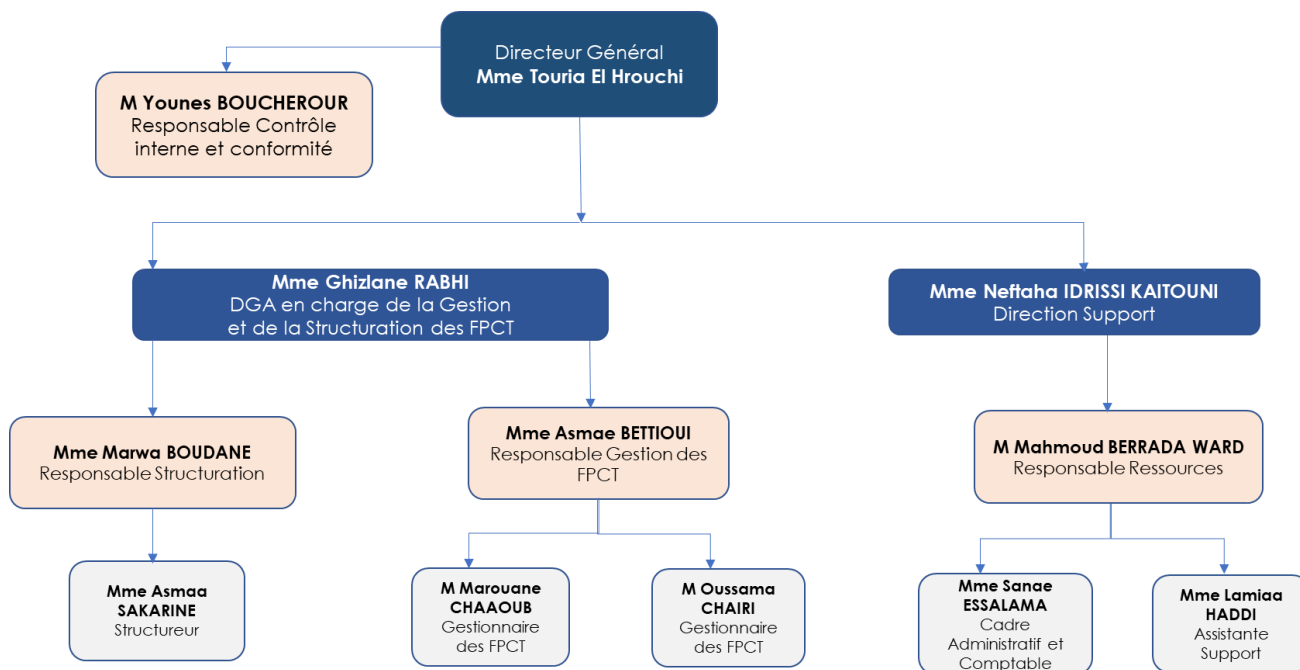 Directeur Général
Mme Touria El Hrouchi
M Younes BOUCHEROUR
Responsable Contrôle
interne et conformité
Mme Ghizlane RABHI
DGA en charge de la Gestion
et de la Structuration des FPCT
Mme Neftaha IDRISSI KAITOUNI
Direction Support
Mme Marwa BOUDANE
Responsable Structuration
Mme Asmae BETTIOUI
Responsable Gestion des
FPCT
M Mahmoud BERRADA WARD
Responsable Ressources
Mme Asmaa
SAKARINE
Structureur
M Marouane
CHAAOUB
Gestionnaire
des FPCT
M Oussama
CHAIRI
Gestionnaire
des FPCT
Mme Sanae
ESSALAMA
Cadre
Administratif et
Comptable
Mme Lamiaa
HADDI
Assistante
Support